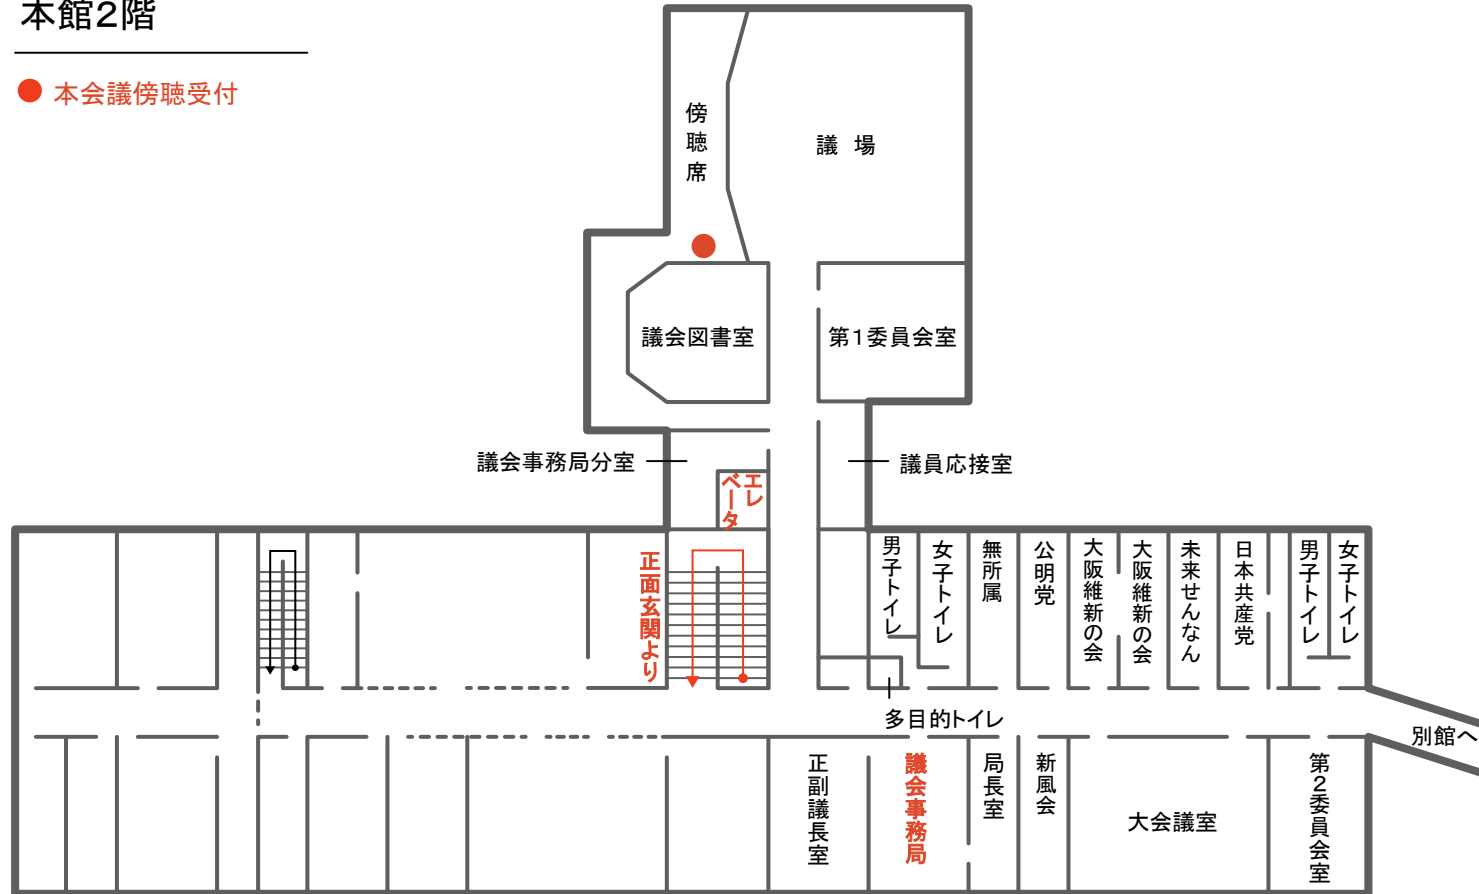 本館2階
本会議傍聴受付
傍聴席
議 場
議会図書室
第1委員会室
議会事務局分室
議員応接室
エレベータ
正面玄関より
男子トイレ
女子トイレ
無所属
公明党
大阪維新の会
大阪維新の会
未来せんなん
日本共産党
男子トイレ
女子トイレ
多目的トイレ
別館へ
正副議長室
議会事務局
局長室
新風会
大会議室
第2委員会室